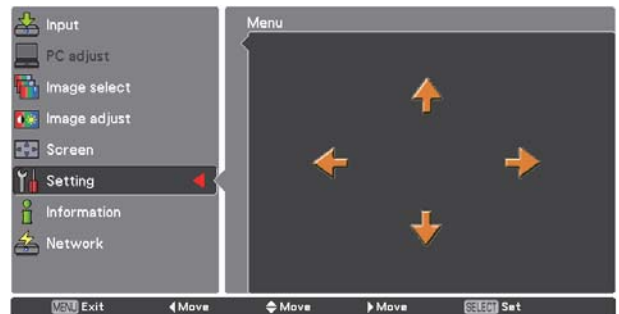 Input
PC adjust
Image select
Image adjust
Screen
Setting
Information
Network
Menu
MENU Exit ◀Move ◆Move ▶Move SELECT Set